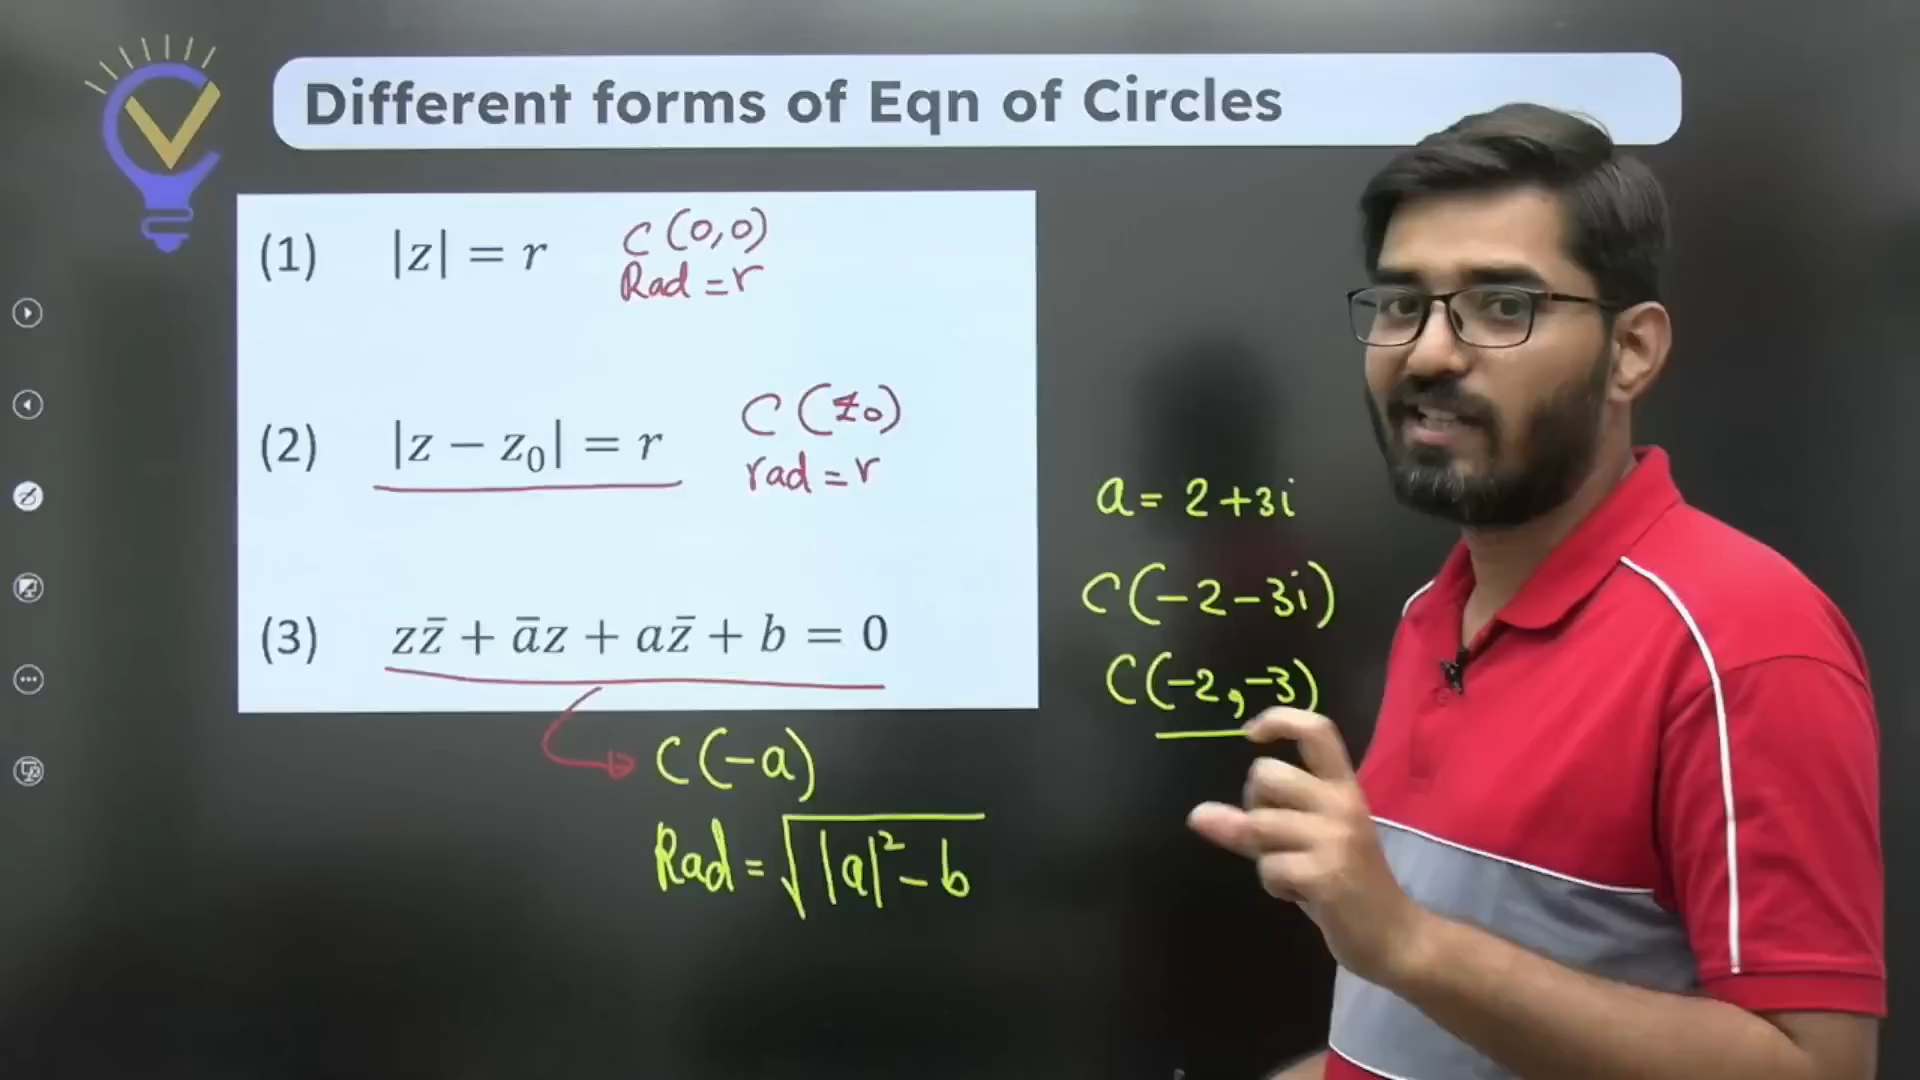 Different forms of Eqn of Circles
(1) |z| = r C (0,0)
Rad = r
(2) |z − z₀| = r C (z₀)
rad = r
(3) zz̄ + āz + az̄ + b = 0
C (-a)
Rad = √|a|² - b
a = 2+3i
C (-2-3i)
C (-2,-3)